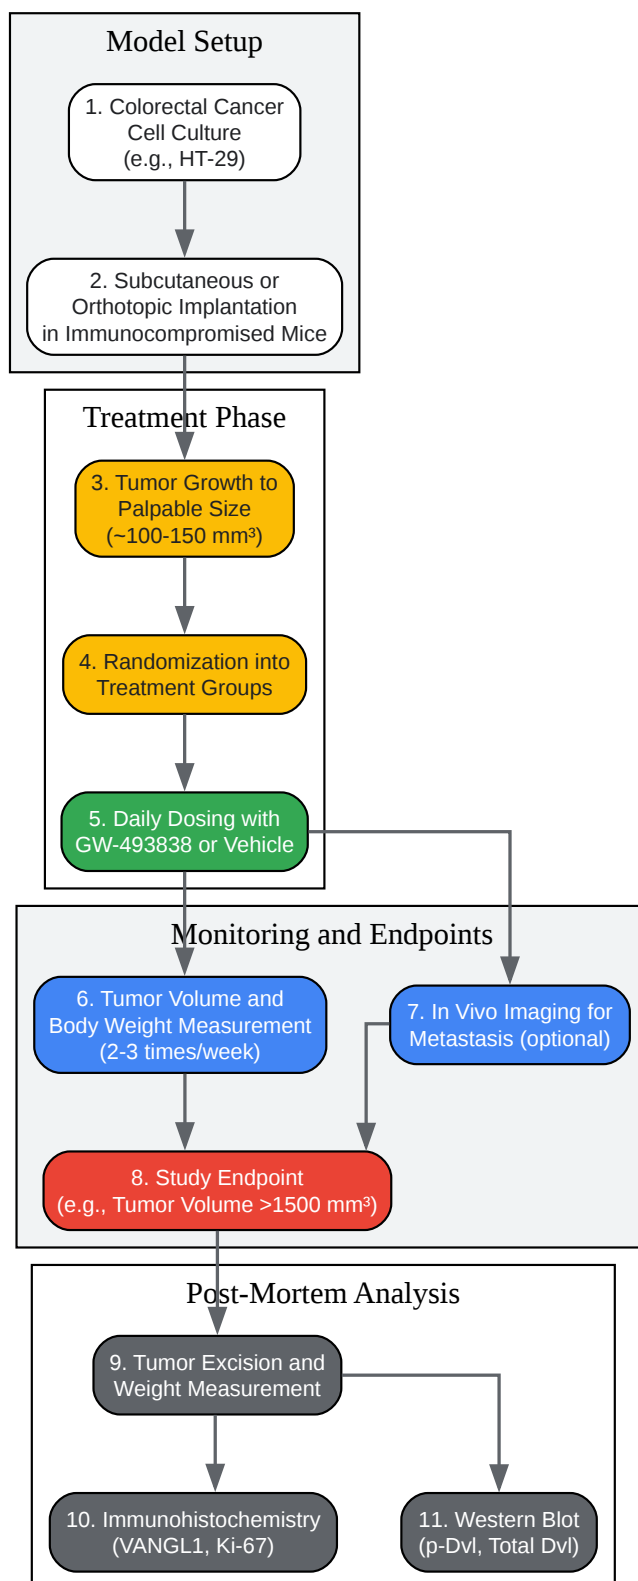 Model Setup
1. Colorectal Cancer
Cell Culture
(e.g., HT-29)
2. Subcutaneous or
Orthotopic Implantation
in Immunocompromised Mice
Treatment Phase
3. Tumor Growth to
Palpable Size
(~100-150 mm³)
4. Randomization into
Treatment Groups
5. Daily Dosing with
GW-493838 or Vehicle
Monitoring and Endpoints
6. Tumor Volume and
Body Weight Measurement
(2-3 times/week)
7. In Vivo Imaging for
Metastasis (optional)
8. Study Endpoint
(e.g., Tumor Volume >1500 mm³)
Post-Mortem Analysis
9. Tumor Excision and
Weight Measurement
10. Immunohistochemistry
(VANGL1, Ki-67)
11. Western Blot
(p-Dvl, Total Dvl)